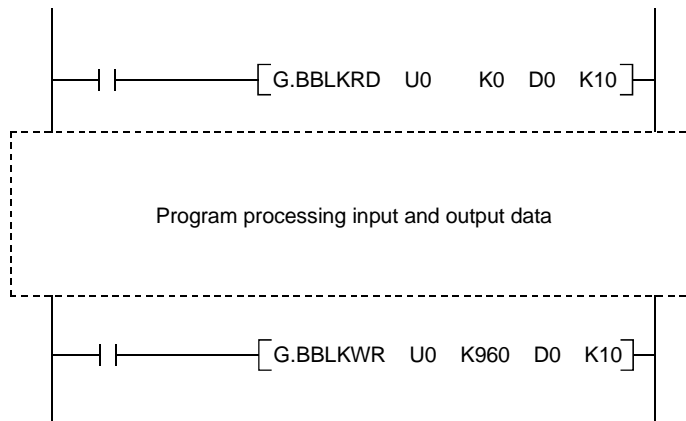 G.BBLKRD U0 K0 D0 K10
Program processing input and output data
G.BBLKWR U0 K960 D0 K10